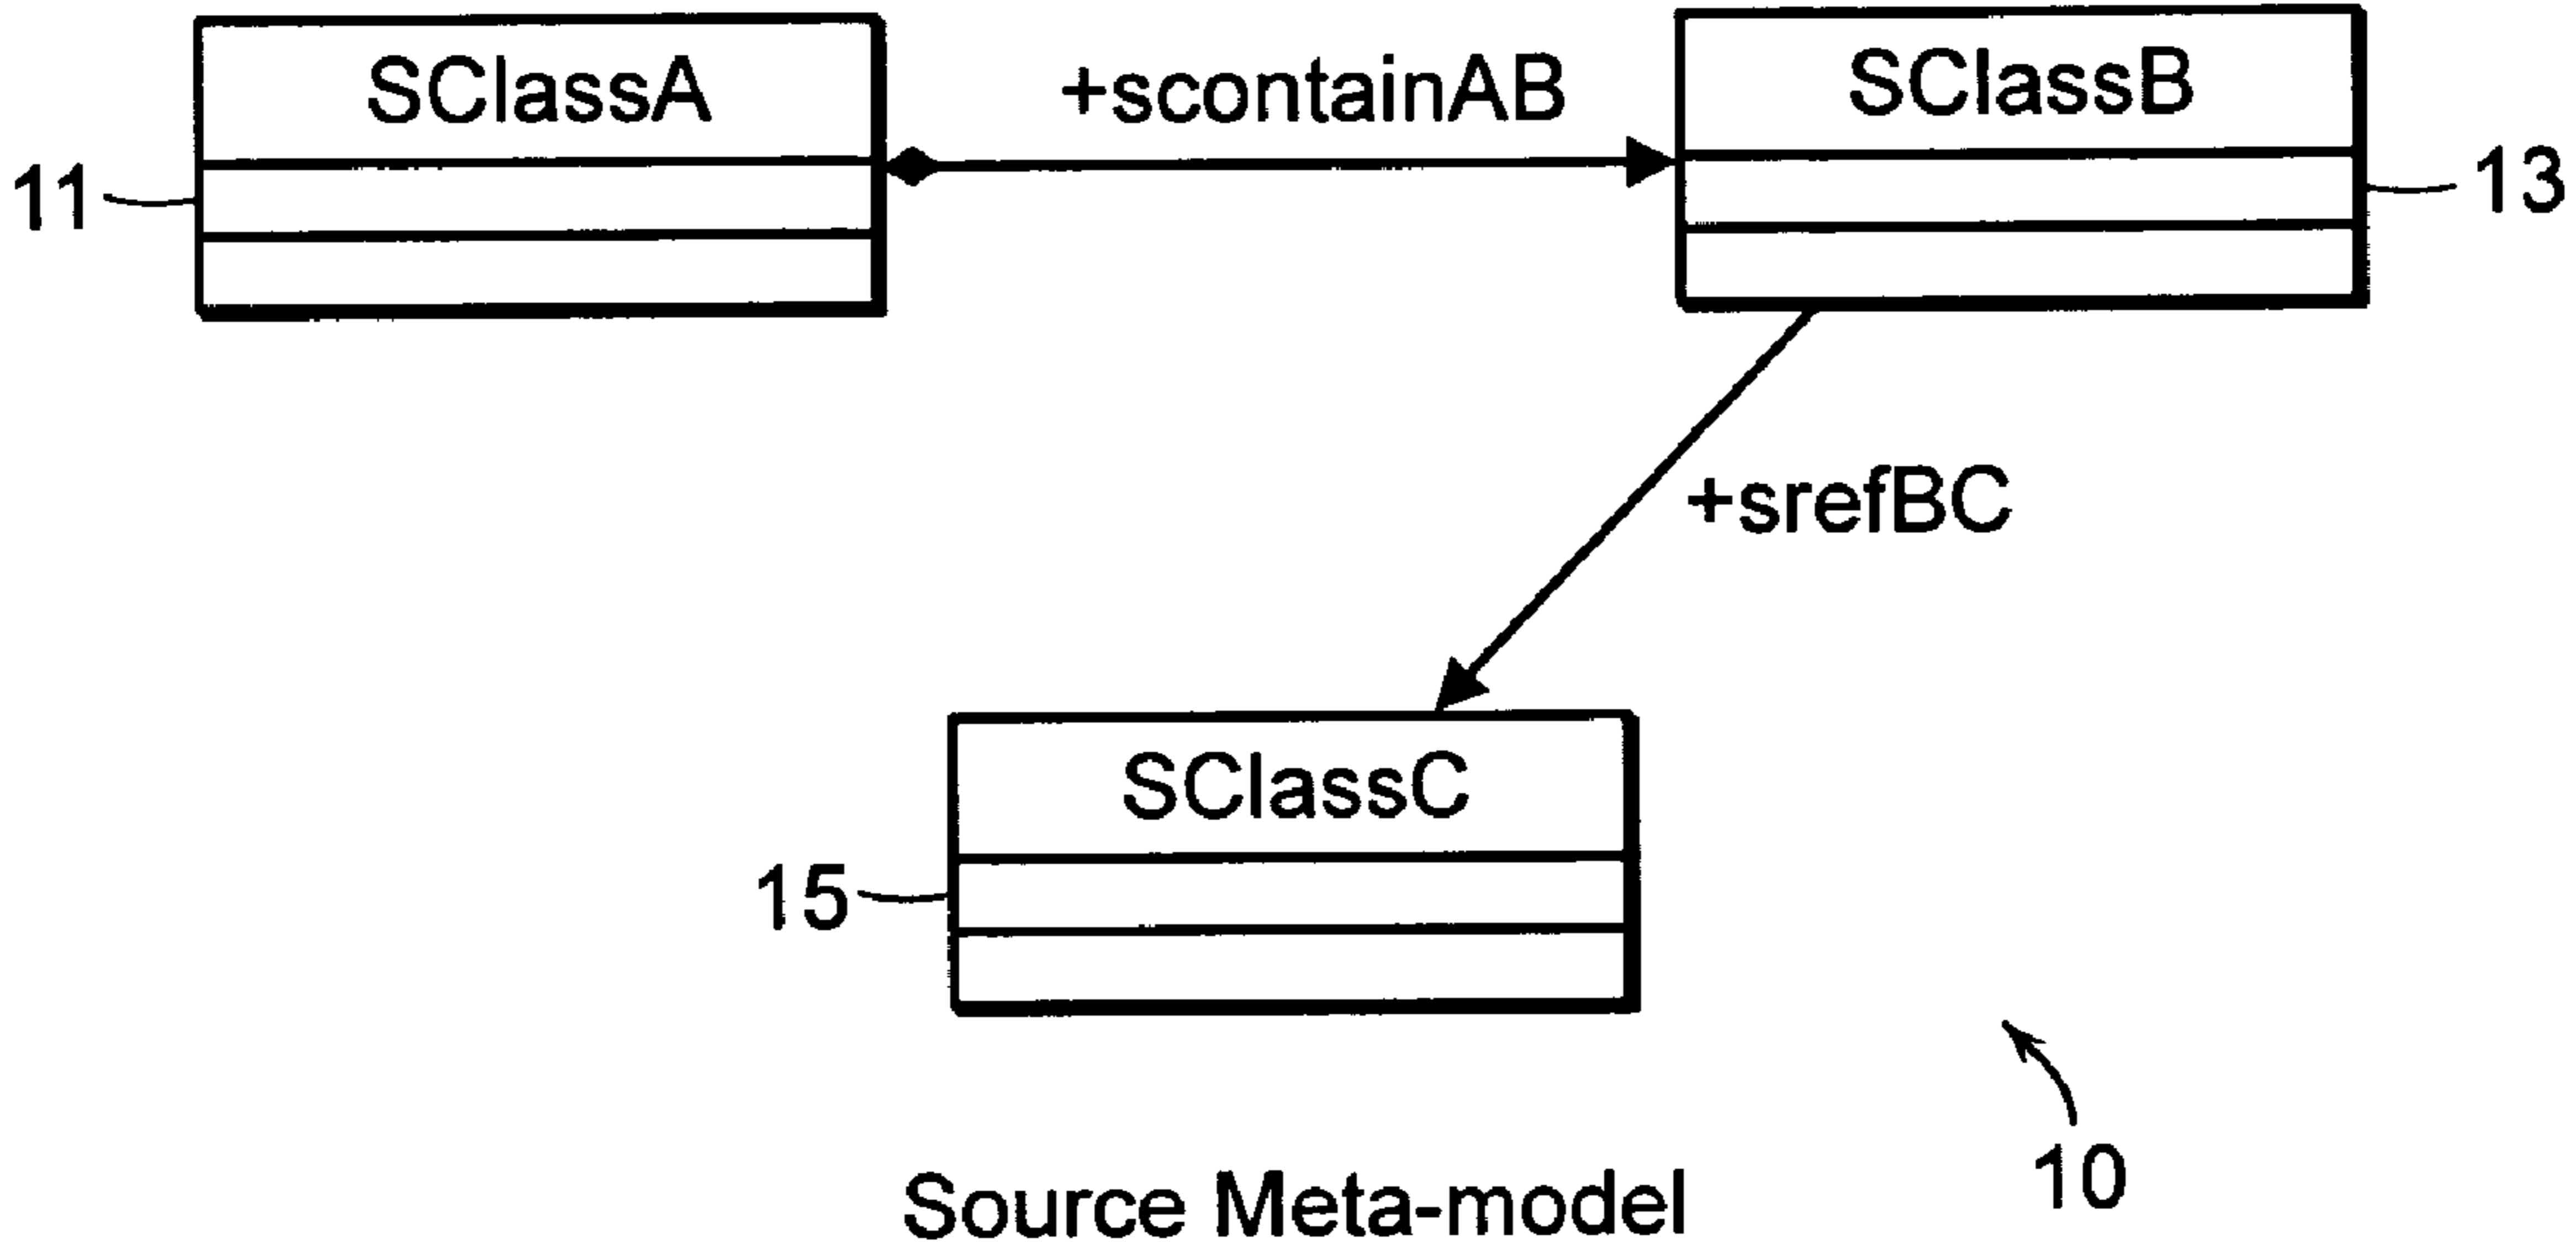 SClassA
+scontainAB
SClassB
11
13
+srefBC
SClassC
15
10
Source Meta-model